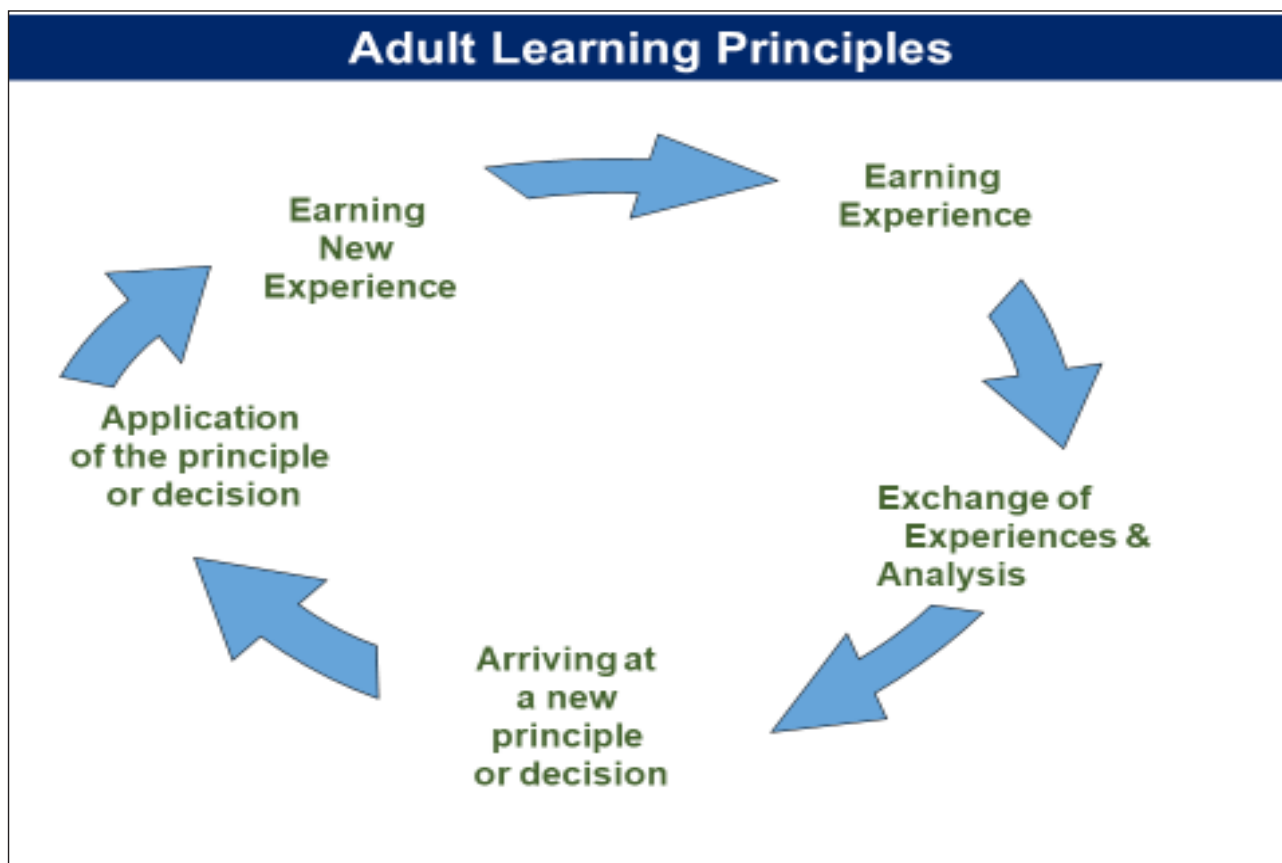 Adult Learning Principles
Earning
New
Experience
Earning
Experience
Exchange of
Experiences &
Analysis
Arriving at
a new
principle
or decision
Application
of the principle
or decision